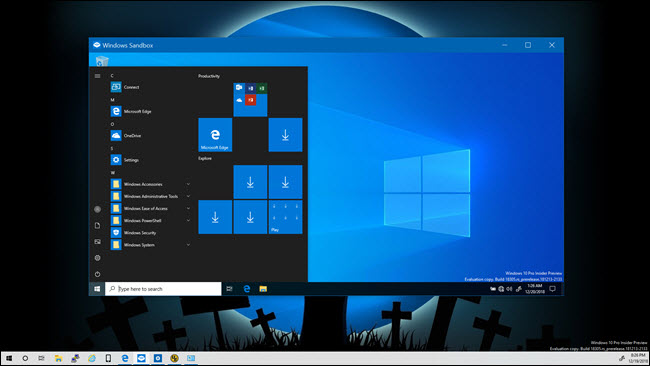 Windows Sandbox
C
Connect
M
Microsoft Edge
O
OneDrive
S
Settings
W
Windows Accessories
Windows Administrative Tools
Windows Ease of Access
Windows PowerShell
Windows Security
Windows System
Productivity
Microsoft Edge
Explore
Play
Windows 10 Pro Insider Preview
Evaluation copy. Build 18305.rs_prerelease.181213-2131
Type here to search
1:26 AM
12/20/2018
Windows 10 Pro Insider Preview
Evaluation copy. Build 18305.rs_prerelease.181213-2131
8:26 PM
12/19/2018